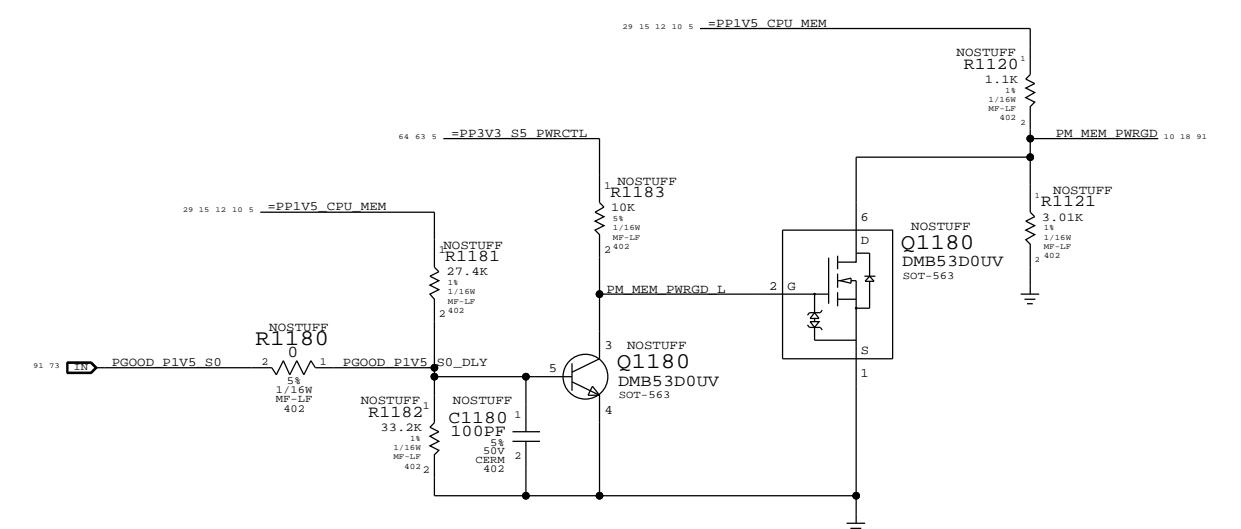 29 15 12 10 5 =PP1V5_CPU_MEM
NOSTUFF
R1120 1
1.1K
1%
1/16W
MF-LF
402
2
PM_MEM_PWRGD 10 18 91
64 63 5 =PP3V3_S5_PWRCTL
1 NOSTUFF
R1183
10K
5%
1/16W
MF-LF
2 402
29 15 12 10 5 =PP1V5_CPU_MEM
1 NOSTUFF
R1121
3.01K
1%
1/16W
MF-LF
2 402
6
D
NOSTUFF
Q1180
DMB53D0UV
SOT-563
2 G
S
1
1 NOSTUFF
R1181
27.4K
1%
1/16W
MF-LF
2 402
PM_MEM_PWRGD_L
NOSTUFF
R1180
0
91 73 IN PGOOD_P1V5_S0 2 1 PGOOD_P1V5_S0_DLY
5%
1/16W
MF-LF
402
3 NOSTUFF
5 Q1180
DMB53D0UV
SOT-563
4
NOSTUFF
R1182 1
33.2K
1%
1/16W
MF-LF
402 2
NOSTUFF
C1180 1
100PF
5%
50V
CERM
402
2